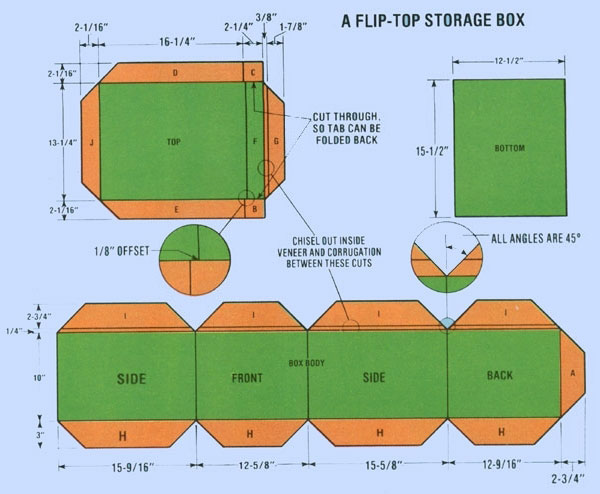 A FLIP-TOP STORAGE BOX
3/8"
2-1/16"
16-1/4"
2-1/4"
1-7/8"
2-1/16"
13-1/4"
2-1/16"
D
C
J
TOP
F
G
E
B
CUT THROUGH,
SO TAB CAN BE
FOLDED BACK
12-1/2"
15-1/2"
BOTTOM
1/8" OFFSET
CHISEL OUT INSIDE
VENEER AND CORRUGATION
BETWEEN THESE CUTS
ALL ANGLES ARE 45°
2-3/4"
1/4"
10"
3"
I
I
I
I
SIDE
FRONT
BOX BODY
SIDE
BACK
A
H
H
H
H
15-9/16"
12-5/8"
15-5/8"
12-9/16"
2-3/4"